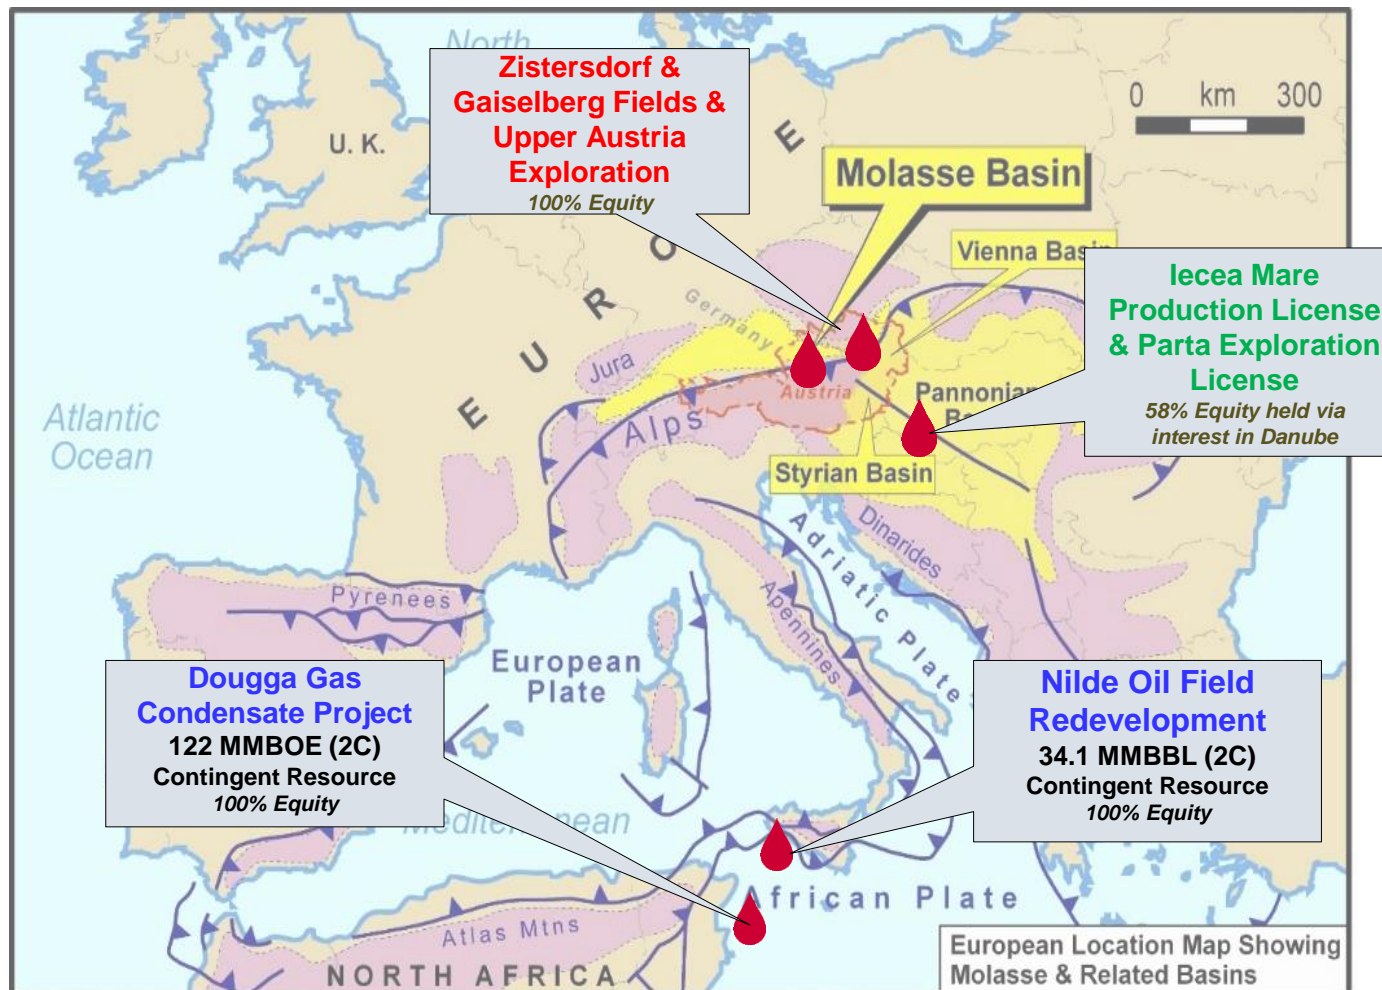 North
Zistersdorf &
Gaiselberg Fields &
Upper Austria
Exploration
100% Equity
0 km 300
U. K.
EUROPE
Molasse Basin
Vienna Basin
Iecea Mare
Production License
& Parta Exploration
License
58% Equity held via
interest in Danube
Germany
Jura
Austria
Pannonian
Alps
Styrian Basin
Atlantic
Ocean
Adriatic Plate
Dinarides
Apennines
Pyrenees
European
Plate
Dougga Gas
Condensate Project
122 MMBOE (2C)
Contingent Resource
100% Equity
Nilde Oil Field
Redevelopment
34.1 MMBBL (2C)
Contingent Resource
100% Equity
Mediterranean
African Plate
Atlas Mtns
NORTH AFRICA
European Location Map Showing
Molasse & Related Basins